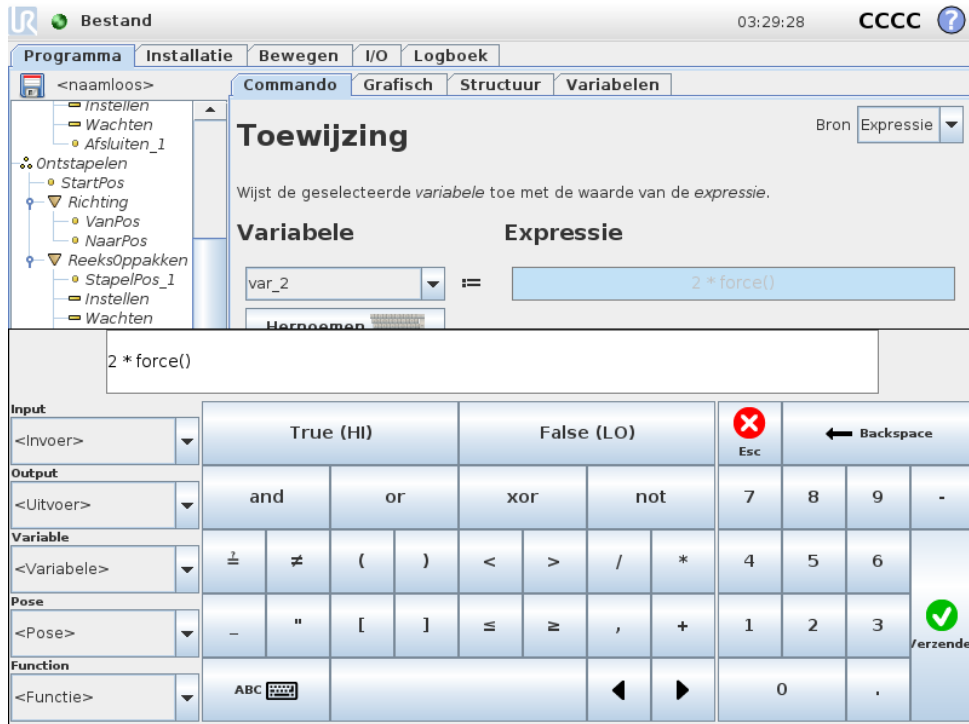 UR Bestand 03:29:28 CCCC ?
Programma Installatie Bewegen I/O Logboek
<naamloos> Commando Grafisch Structuur Variabelen
Instellen
Wachten
Afsluiten_1
Ontstapelen
StartPos
Richting
VanPos
NaarPos
ReeksOppakken
StapelPos_1
Instellen
Wachten
Toewijzing
Bron Expressie
Wijst de geselecteerde variabele toe met de waarde van de expressie.
Variabele Expressie
var_2 := 2 * force()
Hernoemen
2 * force()
Input
<Invoer>
Output
<Uitvoer>
Variable
<Variabele>
Pose
<Pose>
Function
<Functie>
True (HI) False (LO) Esc Backspace
and or xor not 7 8 9 -
≟ ≠ ( ) < > / * 4 5 6
_ " [ ] ≤ ≥ , + 1 2 3
ABC 0 .